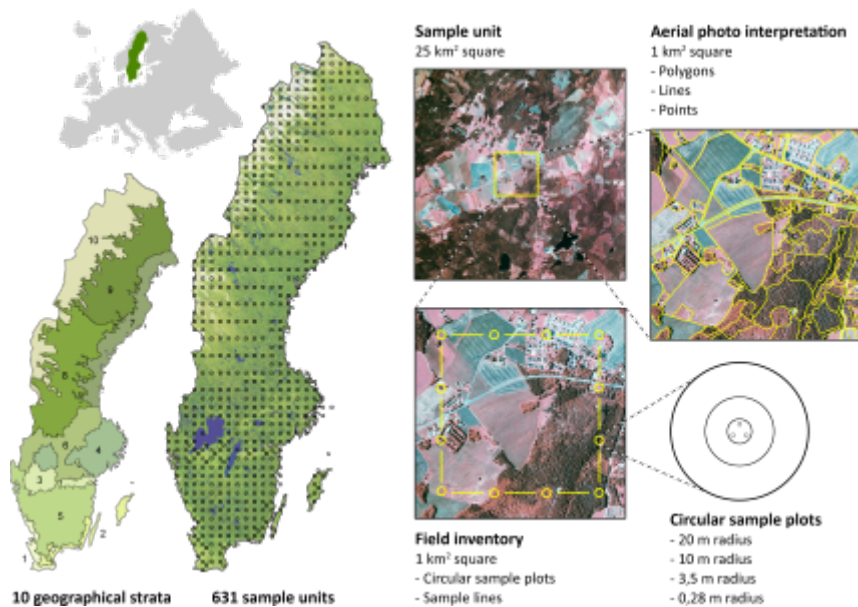 Sample unit
25 km² square
Aerial photo interpretation
1 km² square
- Polygons
- Lines
- Points
10
9
8
7
6
4
3
5
2
1
Field inventory
1 km² square
- Circular sample plots
- Sample lines
Circular sample plots
- 20 m radius
- 10 m radius
- 3,5 m radius
- 0,28 m radius
10 geographical strata
631 sample units